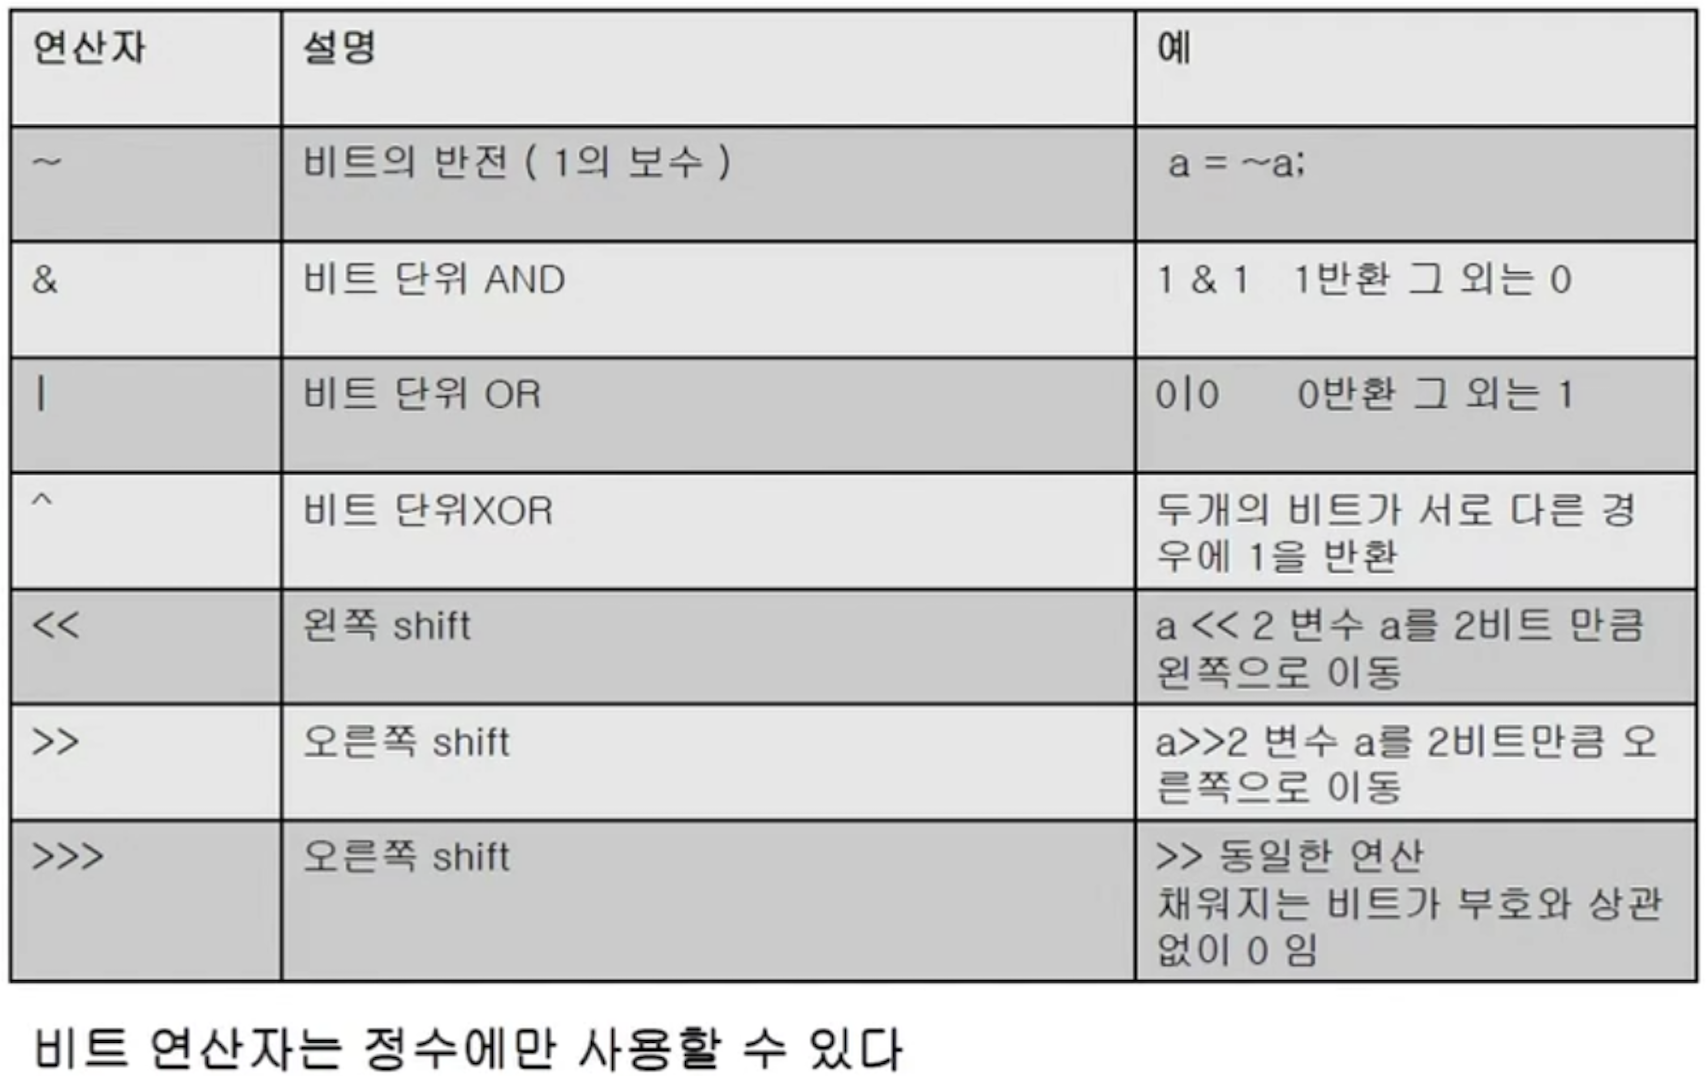 연산자 설명 예
~ 비트의 반전 ( 1의 보수 ) a = ~a;
& 비트 단위 AND 1 & 1 1반환 그 외는 0
| 비트 단위 OR 0|0 0반환 그 외는 1
^ 비트 단위XOR 두개의 비트가 서로 다른 경
우에 1을 반환
<< 왼쪽 shift a << 2 변수 a를 2비트 만큼
왼쪽으로 이동
>> 오른쪽 shift a>>2 변수 a를 2비트만큼 오
른쪽으로 이동
>>> 오른쪽 shift >> 동일한 연산
채워지는 비트가 부호와 상관
없이 0 임
비트 연산자는 정수에만 사용할 수 있다